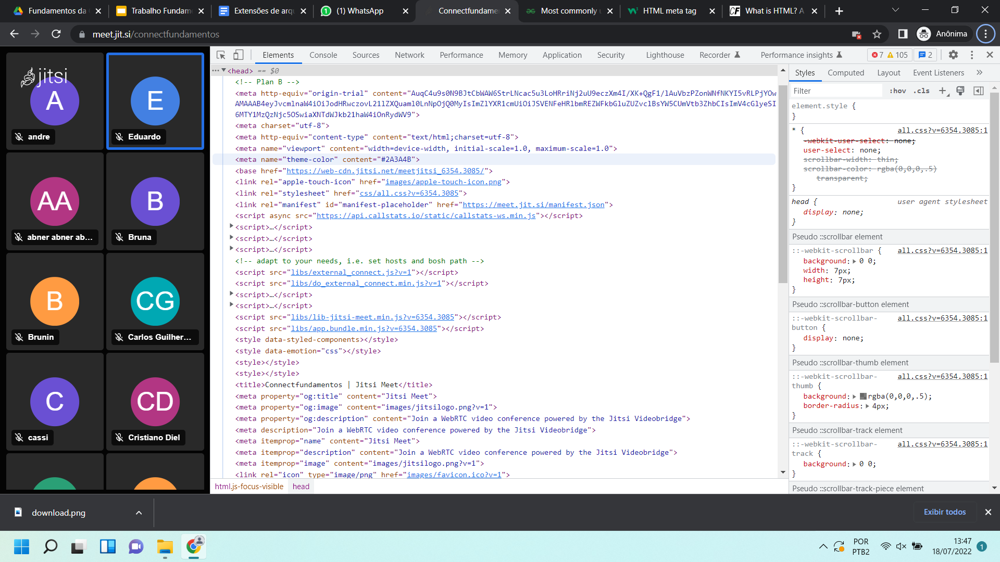 Fundamentos da
Trabalho Fundam
Extensões de arq
(1) WhatsApp
Connectfundame
Most commonly
HTML meta tag
What is HTML? A
meet.jit.si/connectfundamentos
Anônima
Elements Console Sources Network Performance Memory Application Security Lighthouse Recorder Performance insights 7 105 2
jitsi
A
andre
E
Eduardo
AA
abner abner ab...
B
Bruna
B
Brunin
CG
Carlos Guilher...
C
cassi
CD
Cristiano Diel
<head> == $0
<!-- Plan B -->
<meta http-equiv="origin-trial" content="AuqC4u9s0N9BJtCbWAW6StrLNcac5u3LoHRriNj2uU9eczXm4I/XK+QgF1/lAuVbzPZonWNfNKYI5vRLPjYOw
AMAAAB4eyJvcmlnaW4iOiJodHRwczovL21lZXQuaml0LnNpOjQ0MyIsImZlYXR1cmUiOiJSVENFeHRlbmREZWFkbGluZUZvclBsYW5CUmVtb3ZhbCIsImV4cGlyeSI
6MTY1MzQzNjc5OSwiaXNTdWJkb21haW4iOnRydWV9">
<meta charset="utf-8">
<meta http-equiv="content-type" content="text/html;charset=utf-8">
<meta name="viewport" content="width=device-width, initial-scale=1.0, maximum-scale=1.0">
<meta name="theme-color" content="#2A3A4B">
<base href="https://web-cdn.jitsi.net/meetjitsi_6354.3085/">
<link rel="apple-touch-icon" href="images/apple-touch-icon.png">
<link rel="stylesheet" href="css/all.css?v=6354.3085">
<link rel="manifest" id="manifest-placeholder" href="https://meet.jit.si/manifest.json">
<script async src="https://api.callstats.io/static/callstats-ws.min.js"></script>
<script>…</script>
<script>…</script>
<script>…</script>
<!-- adapt to your needs, i.e. set hosts and bosh path -->
<script src="libs/external_connect.js?v=1"></script>
<script src="libs/do_external_connect.min.js?v=1"></script>
<script>…</script>
<script>…</script>
<script src="libs/lib-jitsi-meet.min.js?v=6354.3085"></script>
<script src="libs/app.bundle.min.js?v=6354.3085"></script>
<style data-styled-components></style>
<style data-emotion="css"></style>
<style></style>
<style></style>
<title>Connectfundamentos | Jitsi Meet</title>
<meta property="og:title" content="Jitsi Meet">
<meta property="og:image" content="images/jitsilogo.png?v=1">
<meta property="og:description" content="Join a WebRTC video conference powered by the Jitsi Videobridge">
<meta description="Join a WebRTC video conference powered by the Jitsi Videobridge">
<meta itemprop="name" content="Jitsi Meet">
<meta itemprop="description" content="Join a WebRTC video conference powered by the Jitsi Videobridge">
<meta itemprop="image" content="images/jitsilogo.png?v=1">
<link rel="icon" type="image/png" href="images/favicon.ico?v=1">
html.js-focus-visible head
Styles Computed Layout Event Listeners »
Filter :hov .cls +
element.style {
}
* { all.css?v=6354.3085:1
-webkit-user-select: none;
user-select: none;
scrollbar-width: thin;
scrollbar-color: rgba(0,0,0,.5)
transparent;
}
head { user agent stylesheet
display: none;
}
Pseudo ::scrollbar element
::-webkit-scrollbar { all.css?v=6354.3085:1
background: 0 0;
width: 7px;
height: 7px;
}
Pseudo ::scrollbar-button element
::-webkit-scrollbar- all.css?v=6354.3085:1
button {
display: none;
}
Pseudo ::scrollbar-thumb element
::-webkit-scrollbar- all.css?v=6354.3085:1
thumb {
background: rgba(0,0,0,.5);
border-radius: 4px;
}
Pseudo ::scrollbar-track element
::-webkit-scrollbar- all.css?v=6354.3085:1
track {
background: 0 0;
}
Pseudo ::scrollbar-track-piece element
download.png
Exibir todos
POR
PTB2
13:47
18/07/2022
1